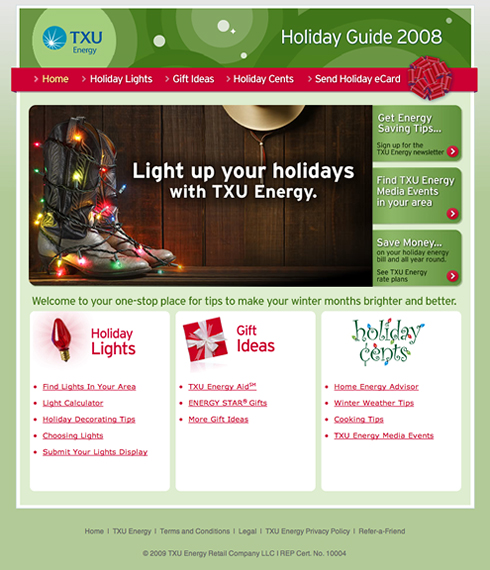 TXU
Energy
Holiday Guide 2008
> Home > Holiday Lights > Gift Ideas > Holiday Cents > Send Holiday eCard
Light up your holidays
with TXU Energy.
Get Energy
Saving Tips...
Sign up for the
TXU Energy newsletter
Find TXU Energy
Media Events
in your area
Save Money...
on your holiday energy
bill and all year round.
See TXU Energy
rate plans
Welcome to your one-stop place for tips to make your winter months brighter and better.
Holiday
Lights
Find Lights In Your Area
Light Calculator
Holiday Decorating Tips
Choosing Lights
Submit Your Lights Display
Gift
Ideas
TXU Energy Aid℠
ENERGY STAR® Gifts
More Gift Ideas
holiday
cents
Home Energy Advisor
Winter Weather Tips
Cooking Tips
TXU Energy Media Events
Home | TXU Energy | Terms and Conditions | Legal | TXU Energy Privacy Policy | Refer-a-Friend
© 2009 TXU Energy Retail Company LLC | REP Cert. No. 10004